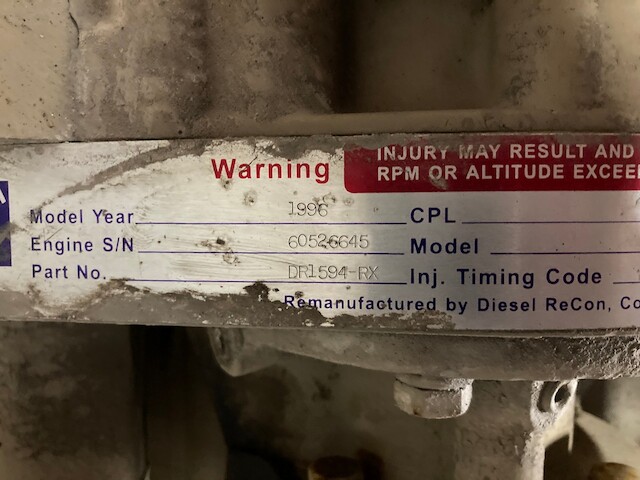 Warning
INJURY MAY RESULT AND
RPM OR ALTITUDE EXCEE
Model Year 1996 CPL
Engine S/N 60526645 Model
Part No. DR1594-RX Inj. Timing Code
Remanufactured by Diesel ReCon, Co